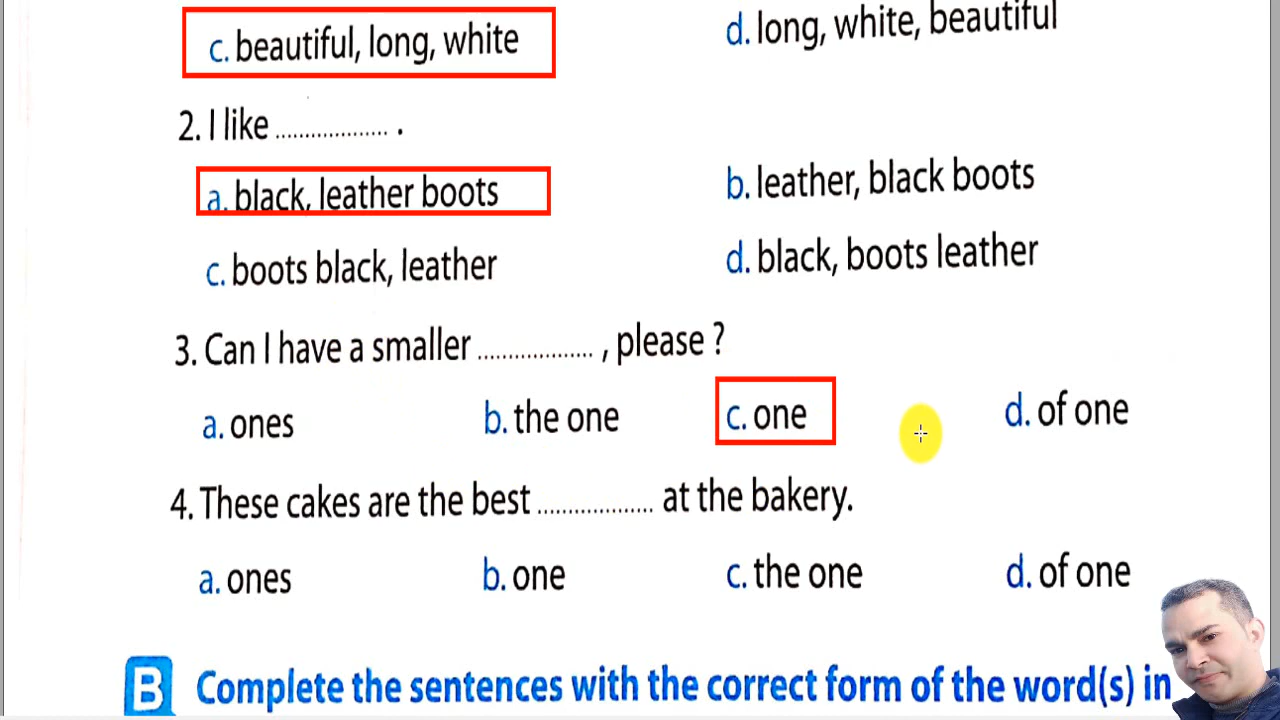 c. beautiful, long, white d. long, white, beautiful
2. I like ................... .
a. black, leather boots b. leather, black boots
c. boots black, leather d. black, boots leather
3. Can I have a smaller ................... , please ?
a. ones b. the one c. one d. of one
4. These cakes are the best ................... at the bakery.
a. ones b. one c. the one d. of one
B Complete the sentences with the correct form of the word(s) in